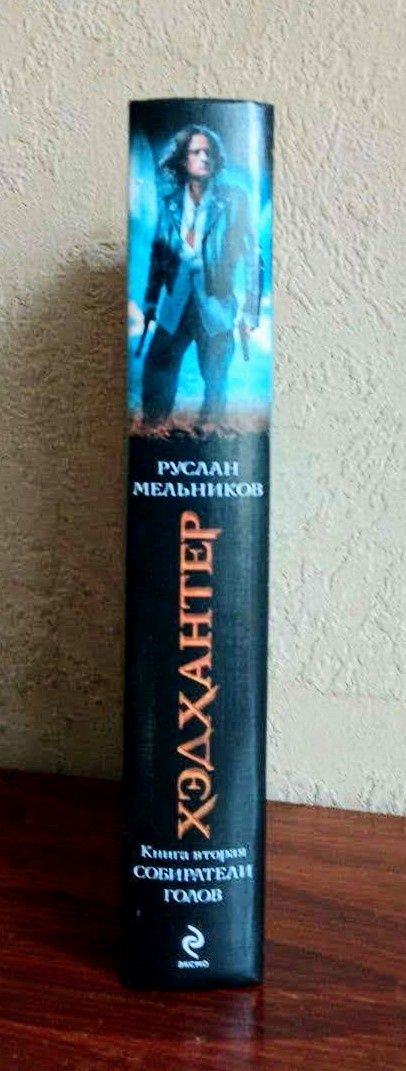 РУСЛАН
МЕЛЬНИКОВ
ХЭДХАНТЕР
Книга вторая
СОБИРАТЕЛИ
ГОЛОВ
ЭКСМО